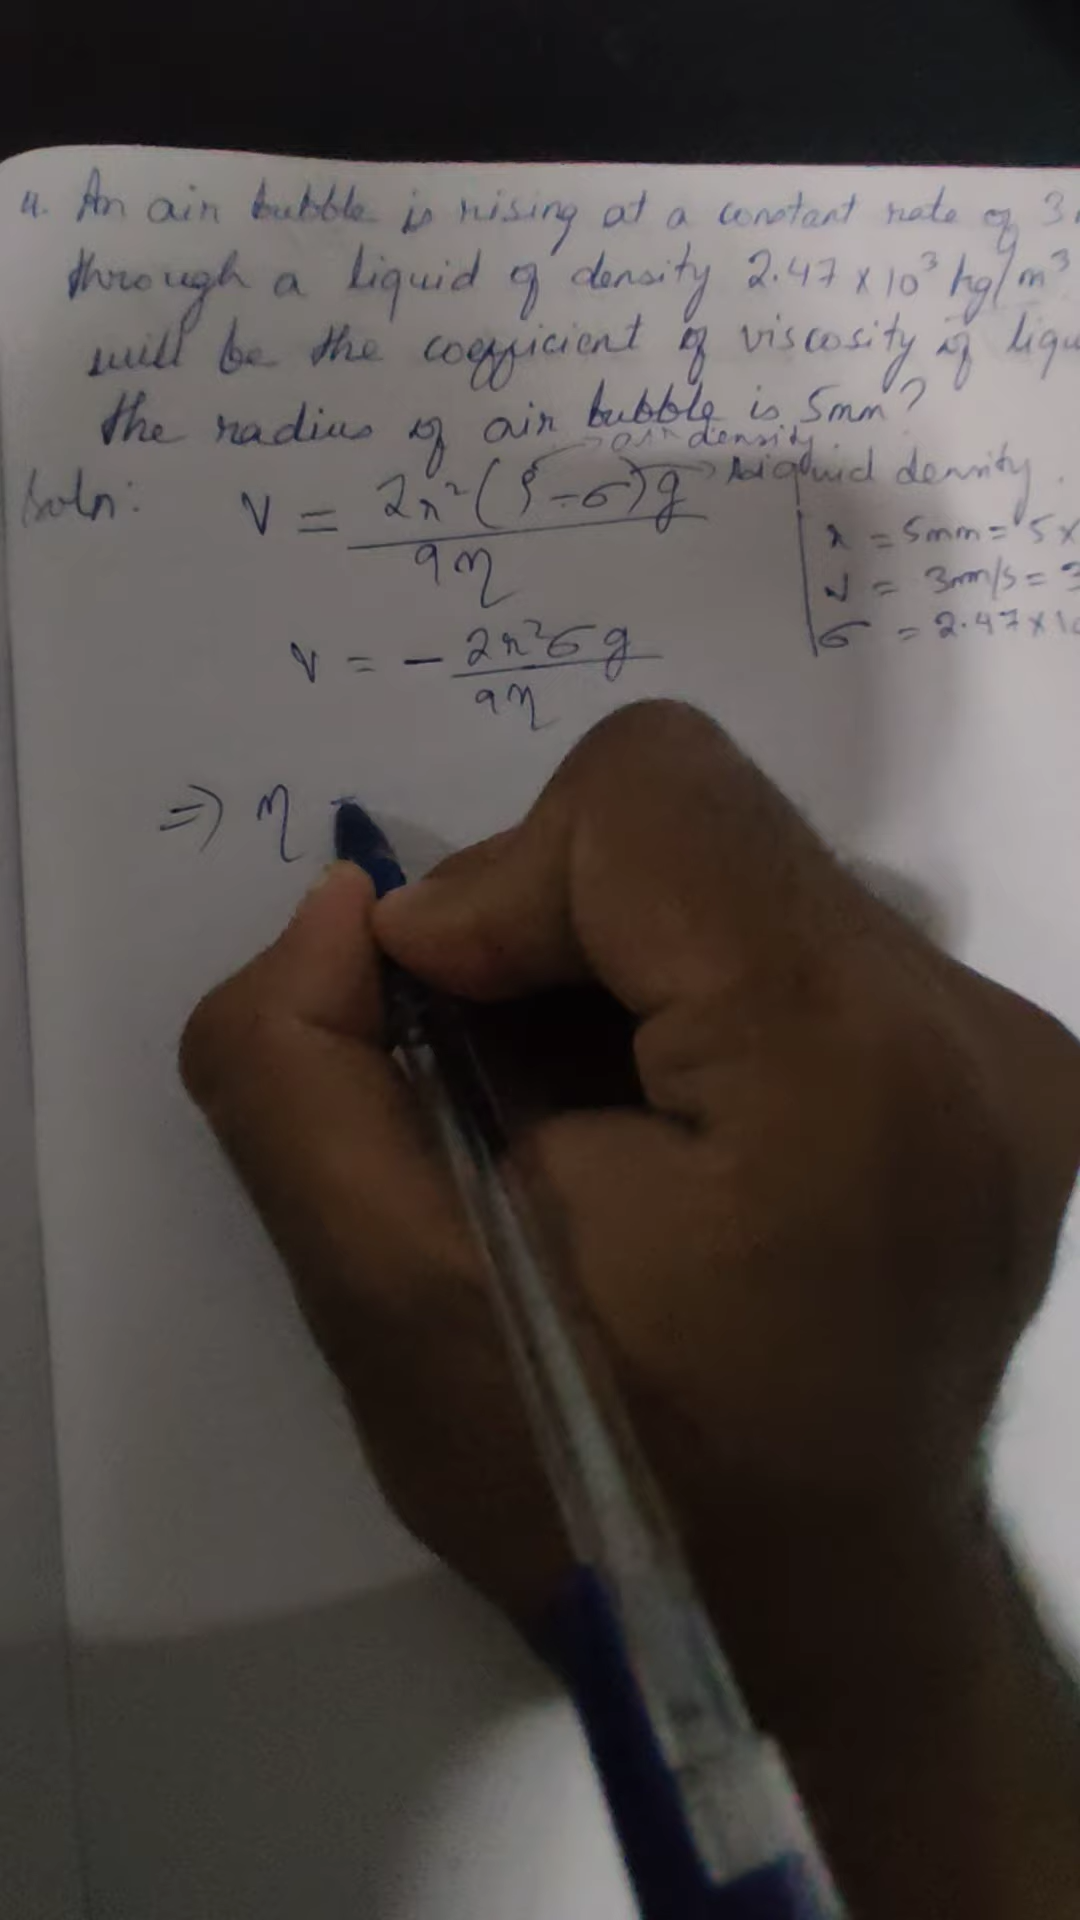 4. An air bubble is rising at a constant rate of 3
through a liquid of density 2.47 × 10³ kg/m³
will be the coefficient of viscosity of liqu
the radius of air bubble is 5mm?
→ air density.
→ Liquid density.
Soln: V = 2r² (ρ - σ) g / 9η
r = 5mm = 5 ×
v = 3mm/s = 3
σ = 2.47 × 10
v = - 2r²σg / 9η
⇒ η